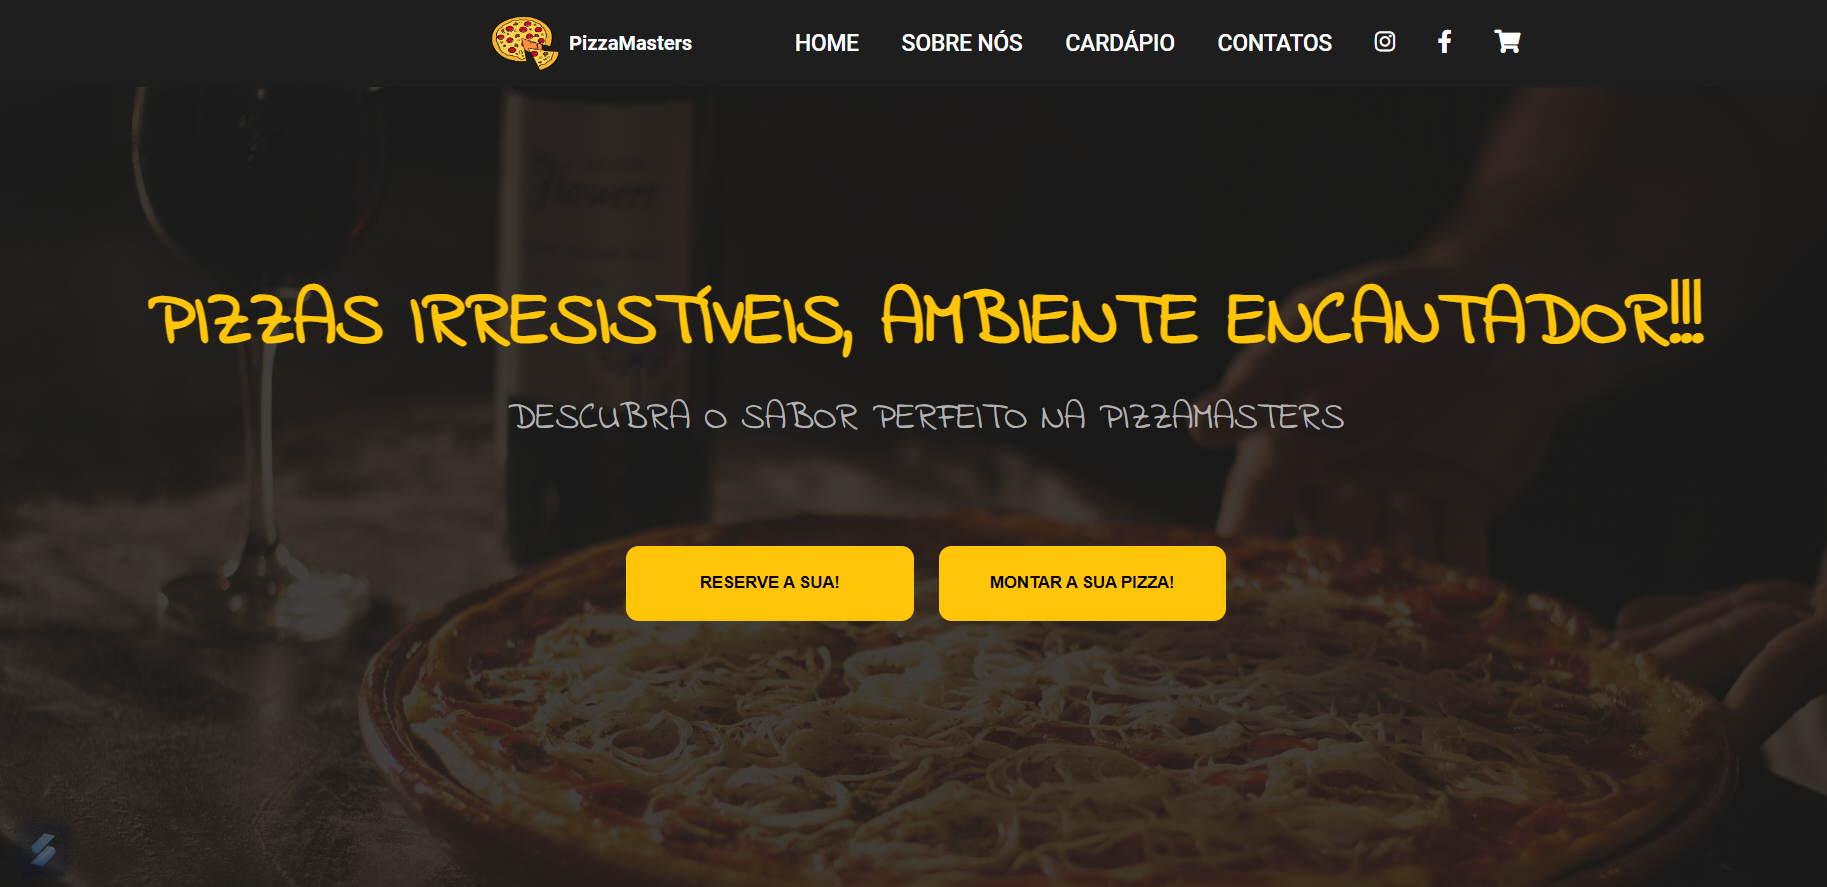 PizzaMasters
HOME SOBRE NÓS CARDÁPIO CONTATOS
Flowers
PIZZAS IRRESISTÍVEIS, AMBIENTE ENCANTADOR!!!
DESCUBRA O SABOR PERFEITO NA PIZZAMASTERS
RESERVE A SUA! MONTAR A SUA PIZZA!